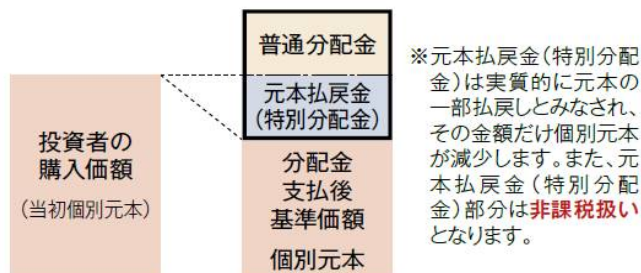 普通分配金
元本払戻金
(特別分配金)
投資者の
購入価額
(当初個別元本)
分配金
支払後
基準価額
個別元本
※元本払戻金(特別分配
金)は実質的に元本の
一部払戻しとみなされ、
その金額だけ個別元本
が減少します。また、元
本払戻金(特別分配
金)部分は非課税扱い
となります。